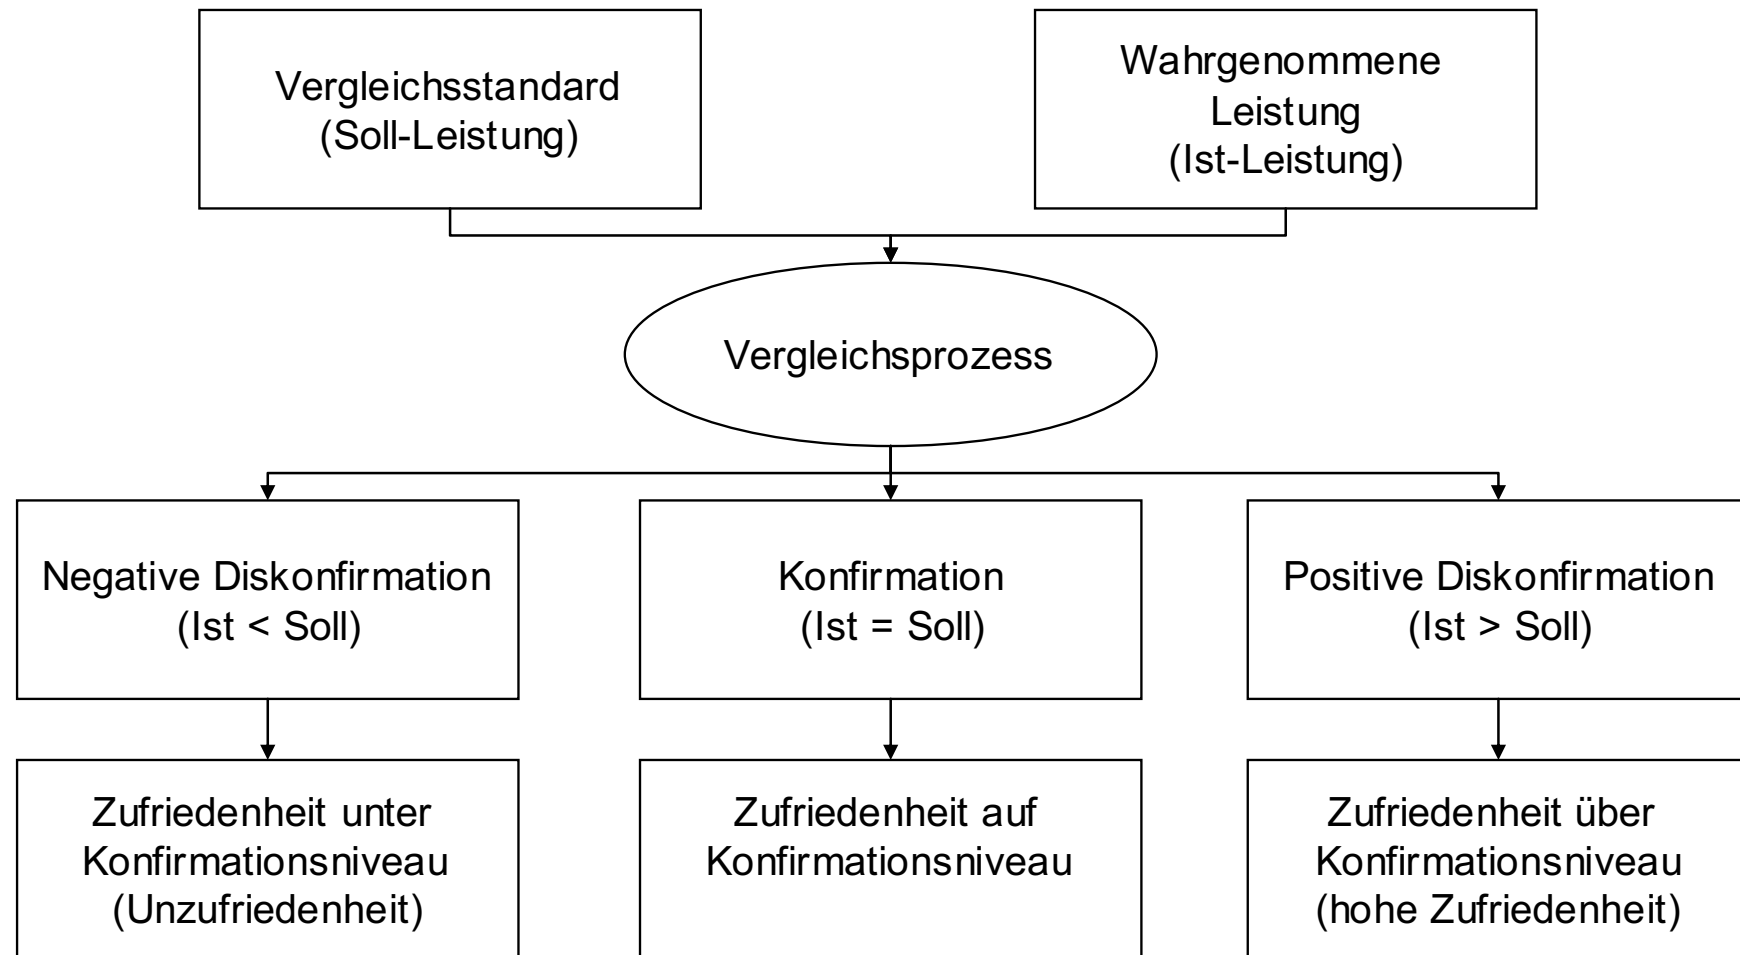 Vergleichsstandard
(Soll-Leistung)
Wahrgenommene
Leistung
(Ist-Leistung)
Vergleichsprozess
Negative Diskonfirmation
(Ist < Soll)
Konfirmation
(Ist = Soll)
Positive Diskonfirmation
(Ist > Soll)
Zufriedenheit unter
Konfirmationsniveau
(Unzufriedenheit)
Zufriedenheit auf
Konfirmationsniveau
Zufriedenheit über
Konfirmationsniveau
(hohe Zufriedenheit)